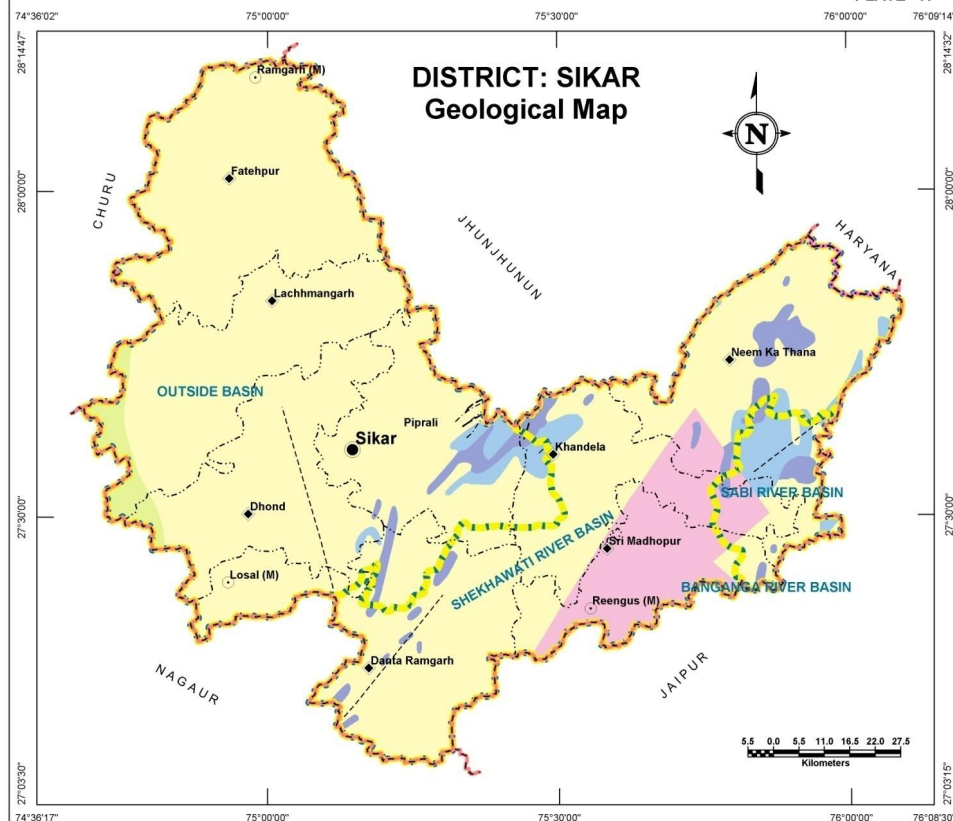 74°36'02"
75°00'00"
75°30'00"
76°00'00"
76°09'14"
28°14'47"
28°14'32"
DISTRICT: SIKAR
Geological Map
N
Ramgarh (M)
Fatehpur
CHURU
28°00'00"
28°00'00"
JHUNJHUNUN
HARYANA
Lachhmangarh
Neem Ka Thana
OUTSIDE BASIN
Piprali
Sikar
Khandela
SABI RIVER BASIN
Dhond
27°30'00"
27°30'00"
SHEKHAWATI RIVER BASIN
Sri Madhopur
Losal (M)
BANGANGA RIVER BASIN
Reengus (M)
Danta Ramgarh
NAGAUR
JAIPUR
5.5 0.0 5.5 11.0 16.5 22.0 27.5
Kilometers
27°03'30"
27°03'15"
74°36'17"
75°00'00"
75°30'00"
76°00'00"
76°08'30"